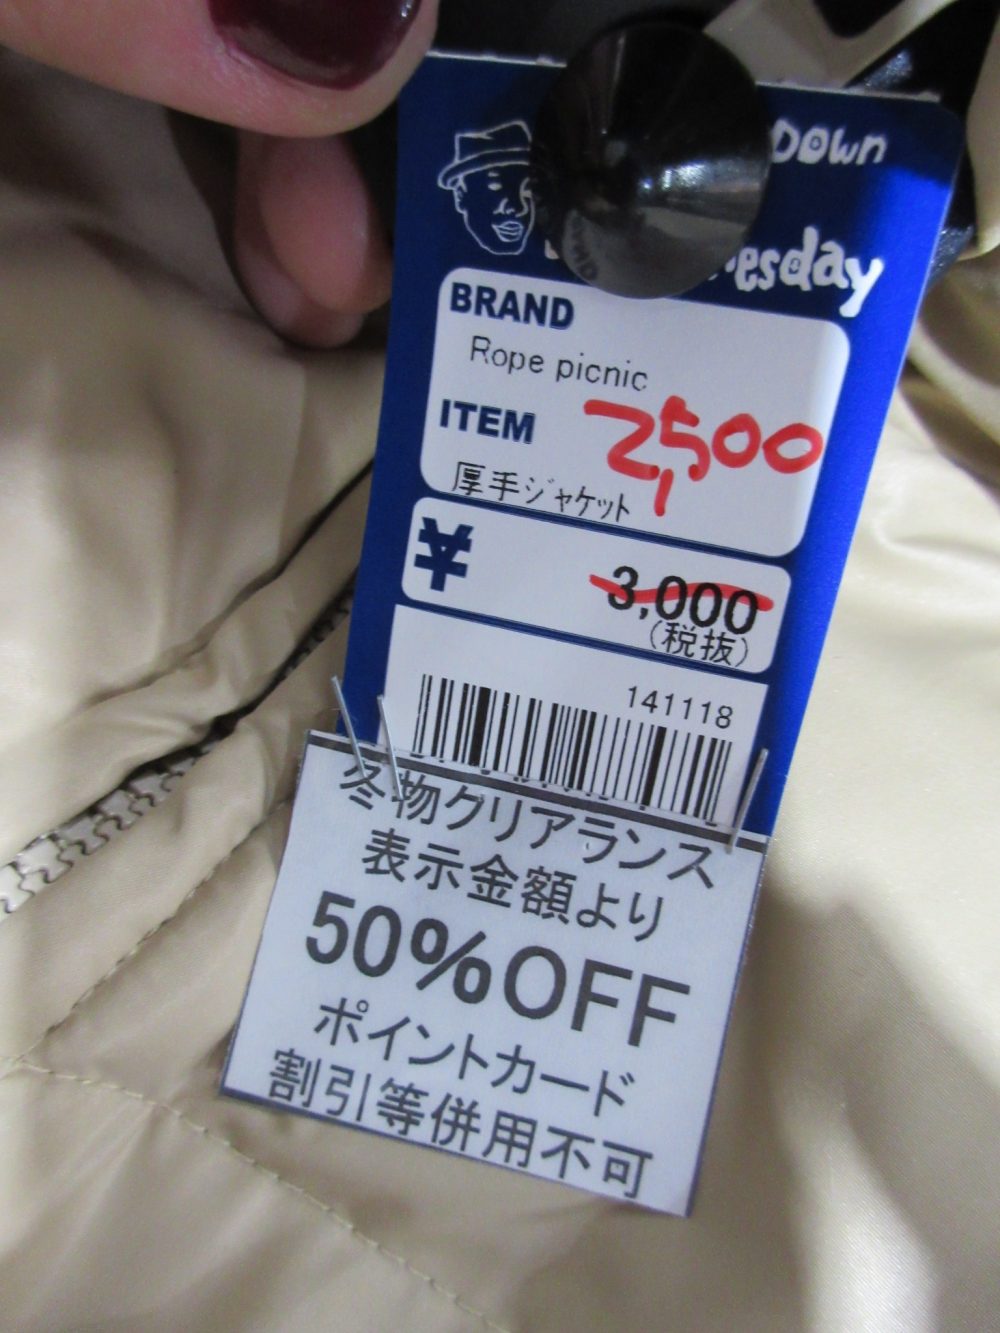 DOWN
BRAND
Rope picnic
2,500
ITEM
厚手ジャケット
¥
3,000
(税抜)
141118
冬物クリアランス
表示金額より
50%OFF
ポイントカード
割引等併用不可